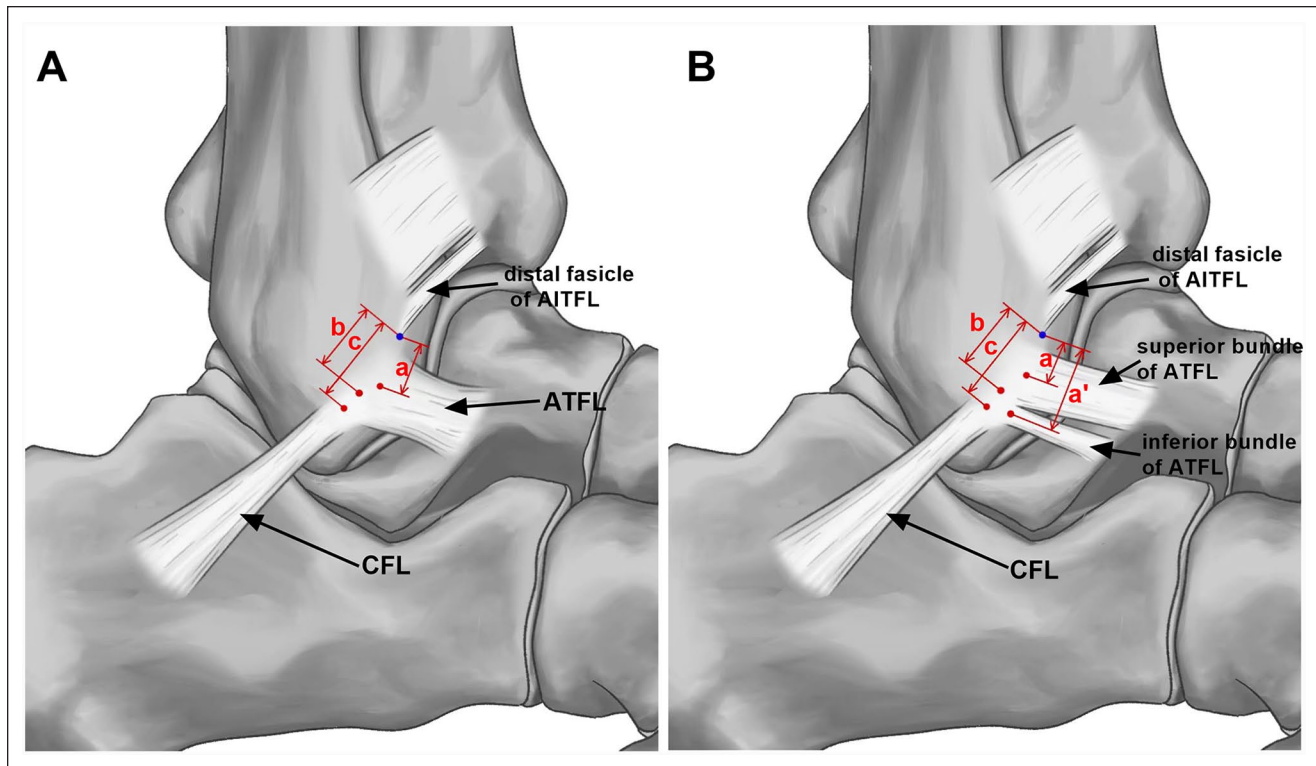 A
distal fasicle
of AITFL
b
c
a
ATFL
CFL
B
distal fasicle
of AITFL
b
c
a
superior bundle
of ATFL
a'
inferior bundle
of ATFL
CFL